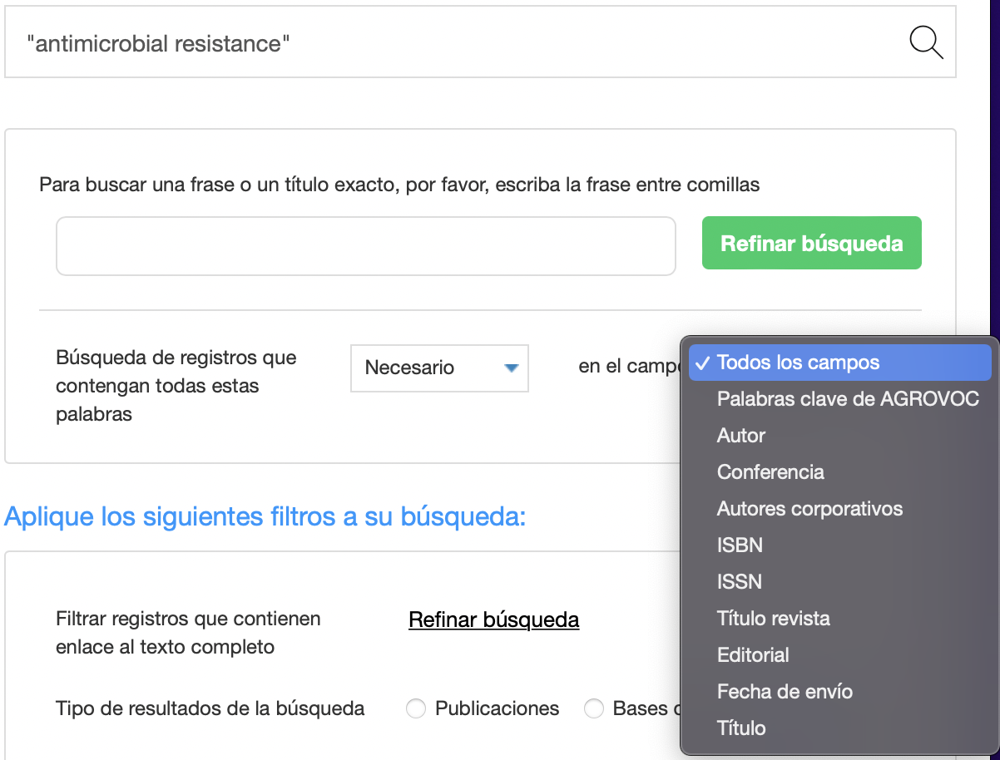 "antimicrobial resistance"
Para buscar una frase o un título exacto, por favor, escriba la frase entre comillas
Refinar búsqueda
Búsqueda de registros que
contengan todas estas
palabras
Necesario
en el campo
✓ Todos los campos
Palabras clave de AGROVOC
Autor
Conferencia
Autores corporativos
ISBN
ISSN
Título revista
Editorial
Fecha de envío
Título
Aplique los siguientes filtros a su búsqueda:
Filtrar registros que contienen
enlace al texto completo
Refinar búsqueda
Tipo de resultados de la búsqueda
Publicaciones
Bases